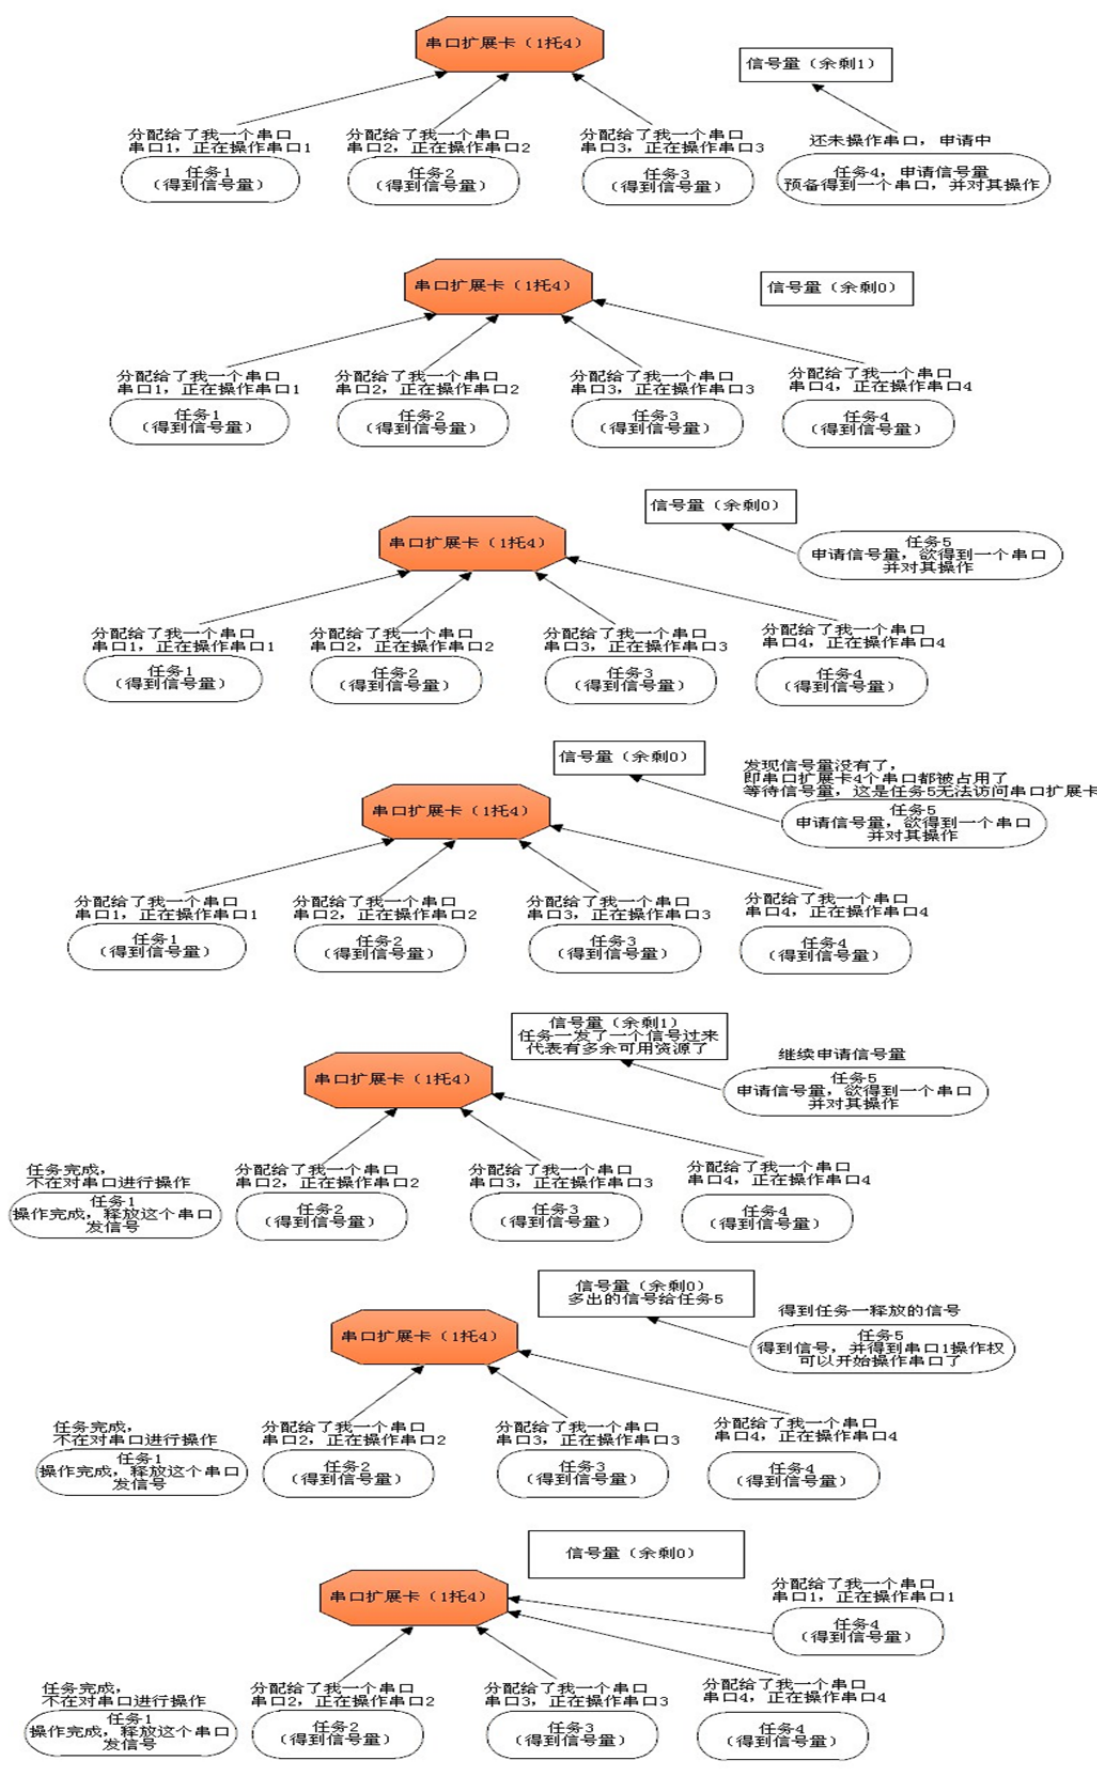 串口扩展卡（1托4）
信号量（余剩1）
分配给了我一个串口
串口1，正在操作串口1
分配给了我一个串口
串口2，正在操作串口2
分配给了我一个串口
串口3，正在操作串口3
还未操作串口，申请中
任务1
（得到信号量）
任务2
（得到信号量）
任务3
（得到信号量）
任务4，申请信号量
预备得到一个串口，并对其操作
串口扩展卡（1托4）
信号量（余剩0）
分配给了我一个串口
串口1，正在操作串口1
分配给了我一个串口
串口2，正在操作串口2
分配给了我一个串口
串口3，正在操作串口3
分配给了我一个串口
串口4，正在操作串口4
任务1
（得到信号量）
任务2
（得到信号量）
任务3
（得到信号量）
任务4
（得到信号量）
信号量（余剩0）
串口扩展卡（1托4）
任务5
申请信号量，欲得到一个串口
并对其操作
分配给了我一个串口
串口1，正在操作串口1
分配给了我一个串口
串口2，正在操作串口2
分配给了我一个串口
串口3，正在操作串口3
分配给了我一个串口
串口4，正在操作串口4
任务1
（得到信号量）
任务2
（得到信号量）
任务3
（得到信号量）
任务4
（得到信号量）
信号量（余剩0）
发现信号量没有了，
即串口扩展卡4个串口都被占用了
等待信号量，这是任务5无法访问串口扩展卡
串口扩展卡（1托4）
任务5
申请信号量，欲得到一个串口
并对其操作
分配给了我一个串口
串口1，正在操作串口1
分配给了我一个串口
串口2，正在操作串口2
分配给了我一个串口
串口3，正在操作串口3
分配给了我一个串口
串口4，正在操作串口4
任务1
（得到信号量）
任务2
（得到信号量）
任务3
（得到信号量）
任务4
（得到信号量）
信号量（余剩1）
任务一发了一个信号过来
代表有多余可用资源了
串口扩展卡（1托4）
继续申请信号量
任务5
申请信号量，欲得到一个串口
并对其操作
任务完成，
不在对串口进行操作
分配给了我一个串口
串口2，正在操作串口2
分配给了我一个串口
串口3，正在操作串口3
分配给了我一个串口
串口4，正在操作串口4
任务1
操作完成，释放这个串口
发信号
任务2
（得到信号量）
任务3
（得到信号量）
任务4
（得到信号量）
信号量（余剩0）
多出的信号给任务5
串口扩展卡（1托4）
得到任务一释放的信号
任务5
得到信号，并得到串口1操作权
可以开始操作串口了
任务完成，
不在对串口进行操作
分配给了我一个串口
串口2，正在操作串口2
分配给了我一个串口
串口3，正在操作串口3
分配给了我一个串口
串口4，正在操作串口4
任务1
操作完成，释放这个串口
发信号
任务2
（得到信号量）
任务3
（得到信号量）
任务4
（得到信号量）
信号量（余剩0）
串口扩展卡（1托4）
分配给了我一个串口
串口1，正在操作串口1
任务4
（得到信号量）
任务完成，
不在对串口进行操作
分配给了我一个串口
串口2，正在操作串口2
分配给了我一个串口
串口3，正在操作串口3
分配给了我一个串口
串口4，正在操作串口4
任务1
操作完成，释放这个串口
发信号
任务2
（得到信号量）
任务3
（得到信号量）
任务4
（得到信号量）